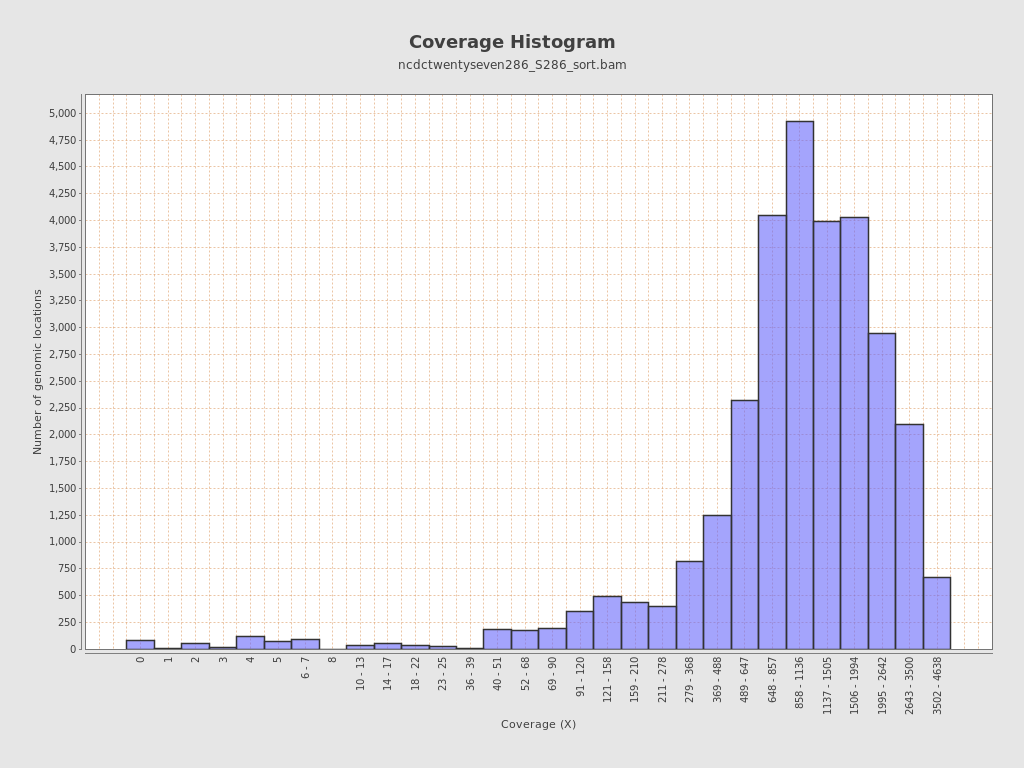 Coverage Histogram
ncdctwentyseven286_S286_sort.bam
Number of genomic locations
5,000
4,750
4,500
4,250
4,000
3,750
3,500
3,250
3,000
2,750
2,500
2,250
2,000
1,750
1,500
1,250
1,000
750
500
250
0
0
1
2
3
4
5
6 - 7
8
10 - 13
14 - 17
18 - 22
23 - 25
36 - 39
40 - 51
52 - 68
69 - 90
91 - 120
121 - 158
159 - 210
211 - 278
279 - 368
369 - 488
489 - 647
648 - 857
858 - 1136
1137 - 1505
1506 - 1994
1995 - 2642
2643 - 3500
3502 - 4638
Coverage (X)